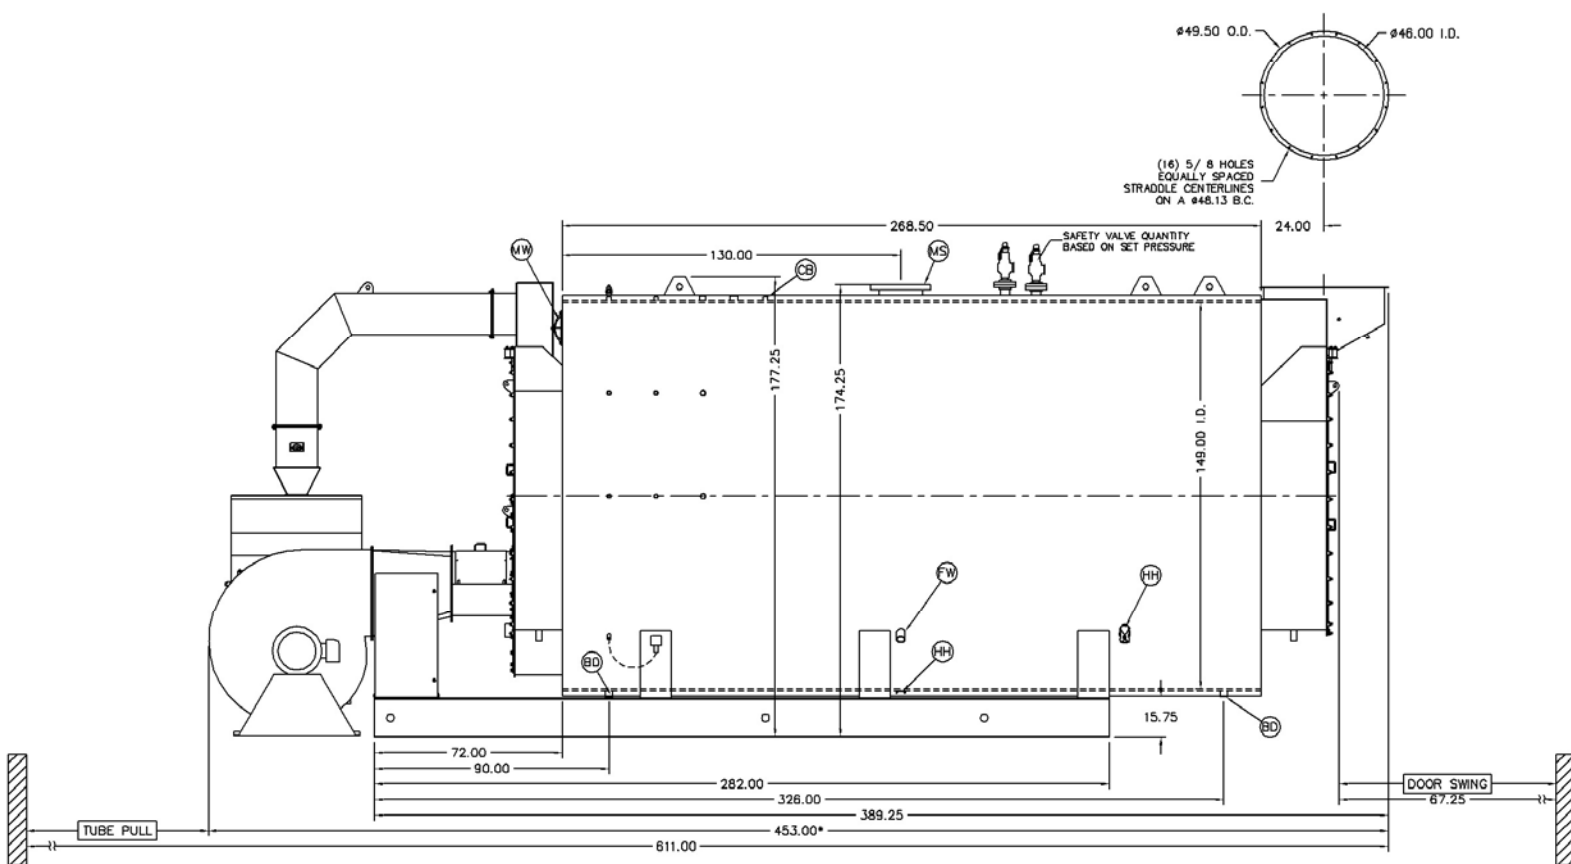 ø49.50 O.D.
ø46.00 I.D.
(16) 5/ 8 HOLES
EQUALLY SPACED
STRADDLE CENTERLINES
ON A ø48.13 B.C.
268.50
24.00
SAFETY VALVE QUANTITY
BASED ON SET PRESSURE
MW
130.00
MS
CB
177.25
174.25
149.00 I.D.
FW
HH
BD
HH
15.75
BD
72.00
90.00
282.00
DOOR SWING
326.00
67.25
389.25
TUBE PULL
453.00*
611.00